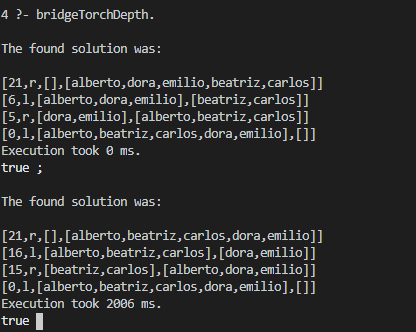 4 ?- bridgeTorchDepth.
The found solution was:
[21,r,[],[alberto,dora,emilio,beatriz,carlos]]
[6,l,[alberto,dora,emilio],[beatriz,carlos]]
[5,r,[dora,emilio],[alberto,beatriz,carlos]]
[0,l,[alberto,beatriz,carlos,dora,emilio],[]]
Execution took 0 ms.
true ;
The found solution was:
[21,r,[],[alberto,beatriz,carlos,dora,emilio]]
[16,l,[alberto,beatriz,carlos],[dora,emilio]]
[15,r,[beatriz,carlos],[alberto,dora,emilio]]
[0,l,[alberto,beatriz,carlos,dora,emilio],[]]
Execution took 2006 ms.
true